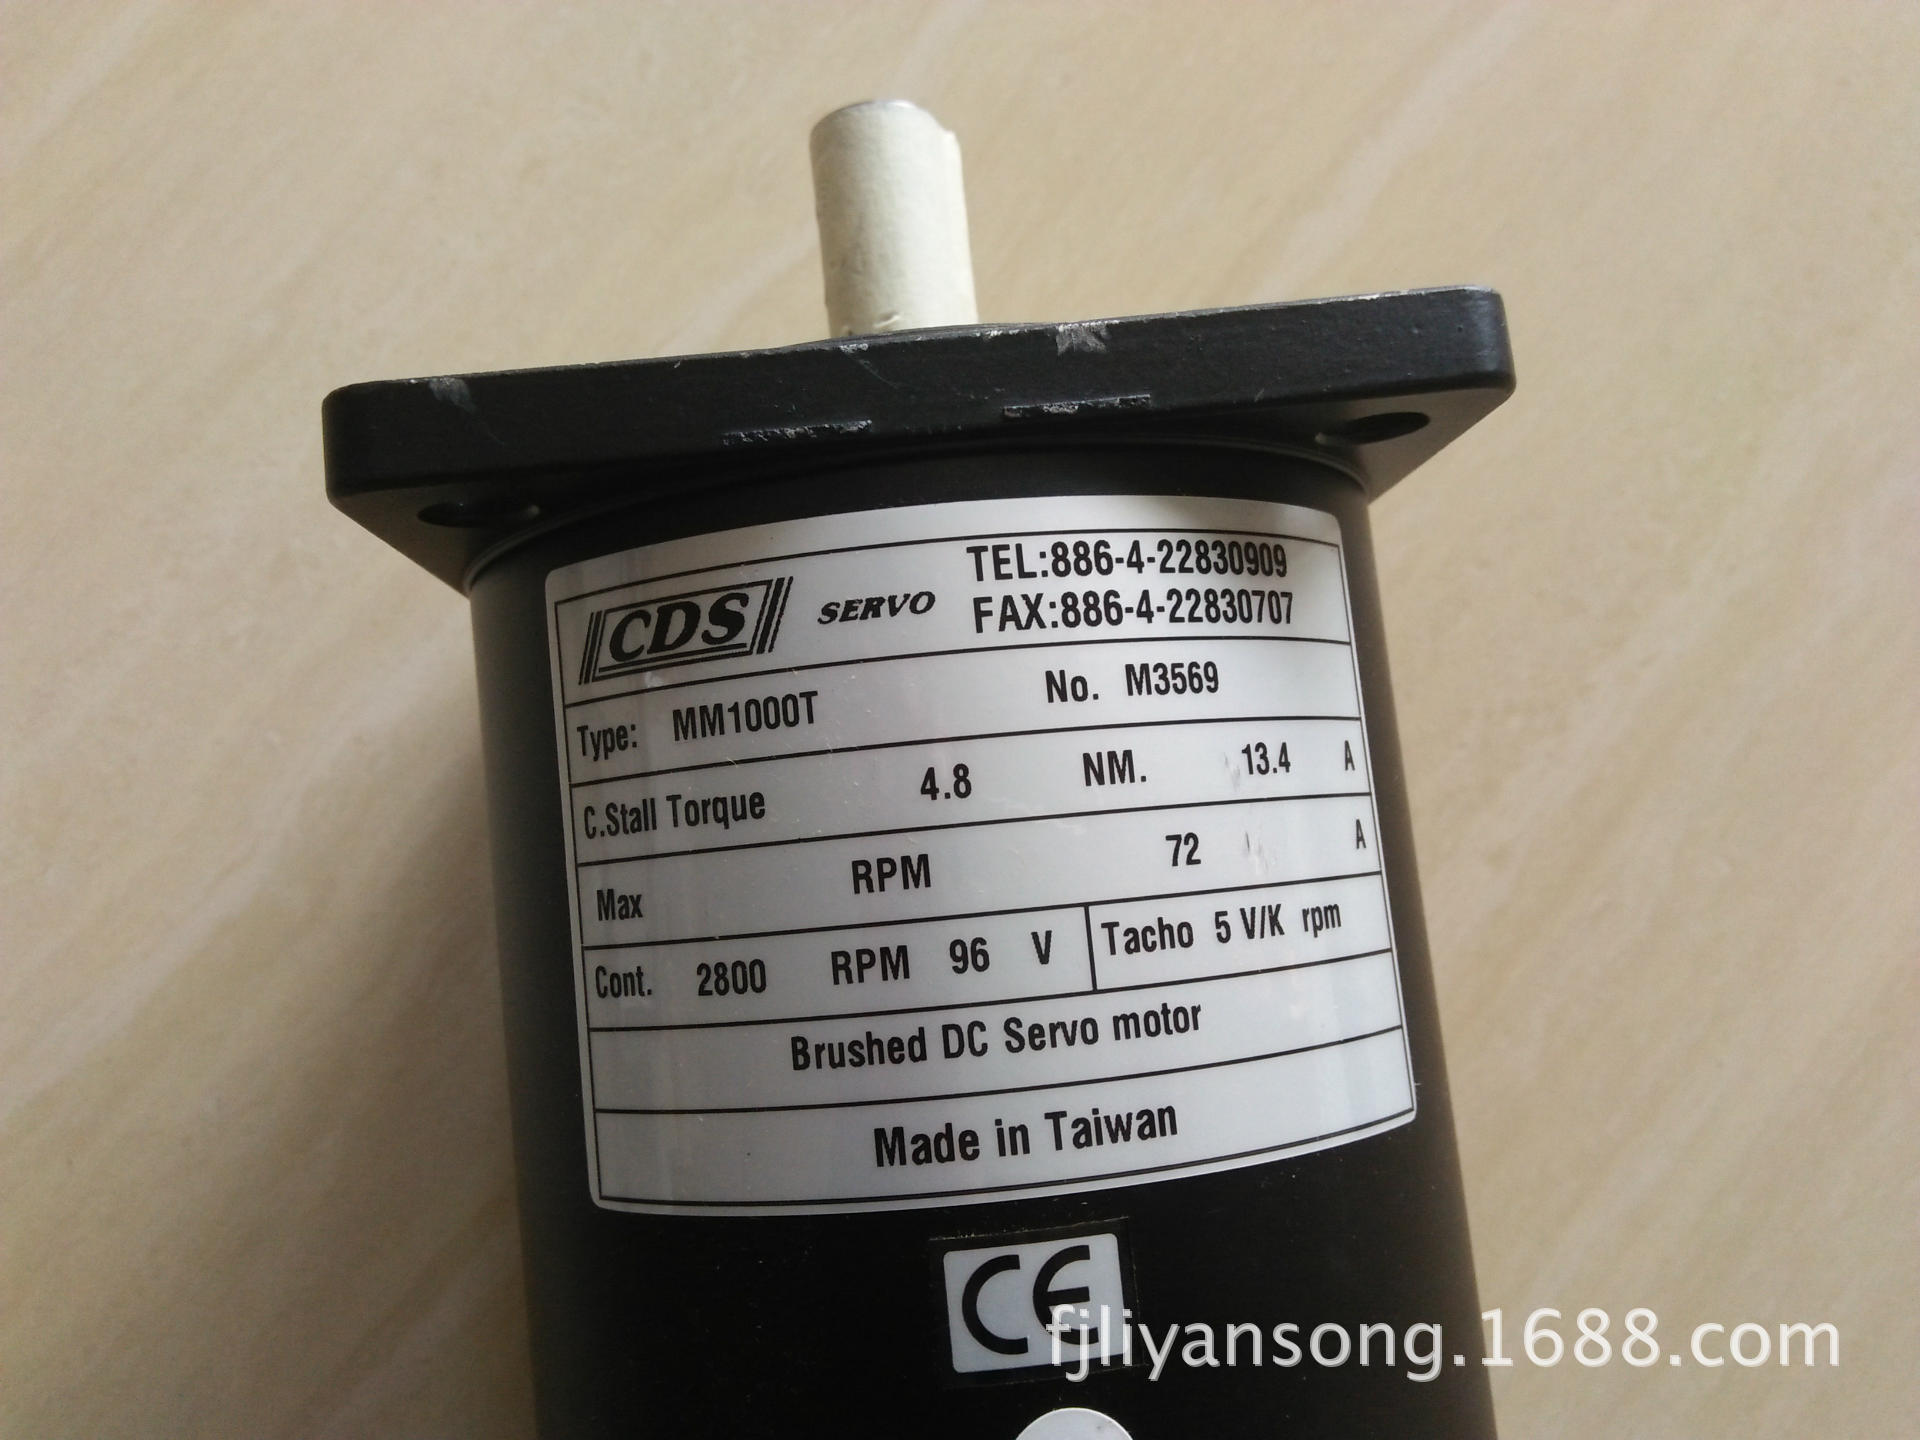 CDS SERVO TEL:886-4-22830909
FAX:886-4-22830707
Type: MM1000T No. M3569
C.Stall Torque 4.8 NM. 13.4 A
Max RPM 72 A
Cont. 2800 RPM 96 V Tacho 5 V/K rpm
Brushed DC Servo motor
Made in Taiwan
CE
fjliyansong.1688.com